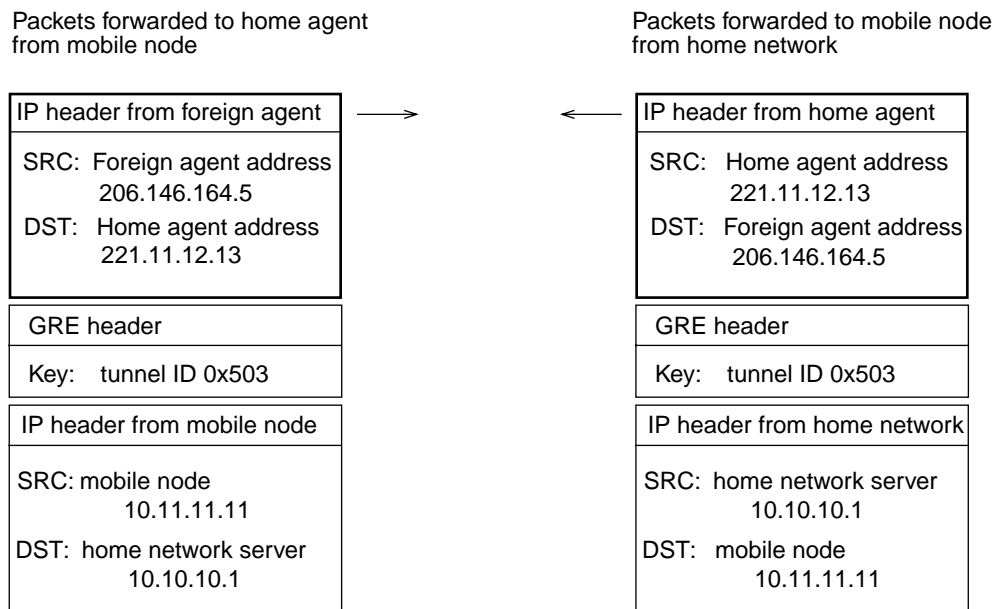 Packets forwarded to home agent
from mobile node
IP header from foreign agent
SRC: Foreign agent address
206.146.164.5
DST: Home agent address
221.11.12.13
GRE header
Key: tunnel ID 0x503
IP header from mobile node
SRC: mobile node
10.11.11.11
DST: home network server
10.10.10.1
Packets forwarded to mobile node
from home network
IP header from home agent
SRC: Home agent address
221.11.12.13
DST: Foreign agent address
206.146.164.5
GRE header
Key: tunnel ID 0x503
IP header from home network
SRC: home network server
10.10.10.1
DST: mobile node
10.11.11.11